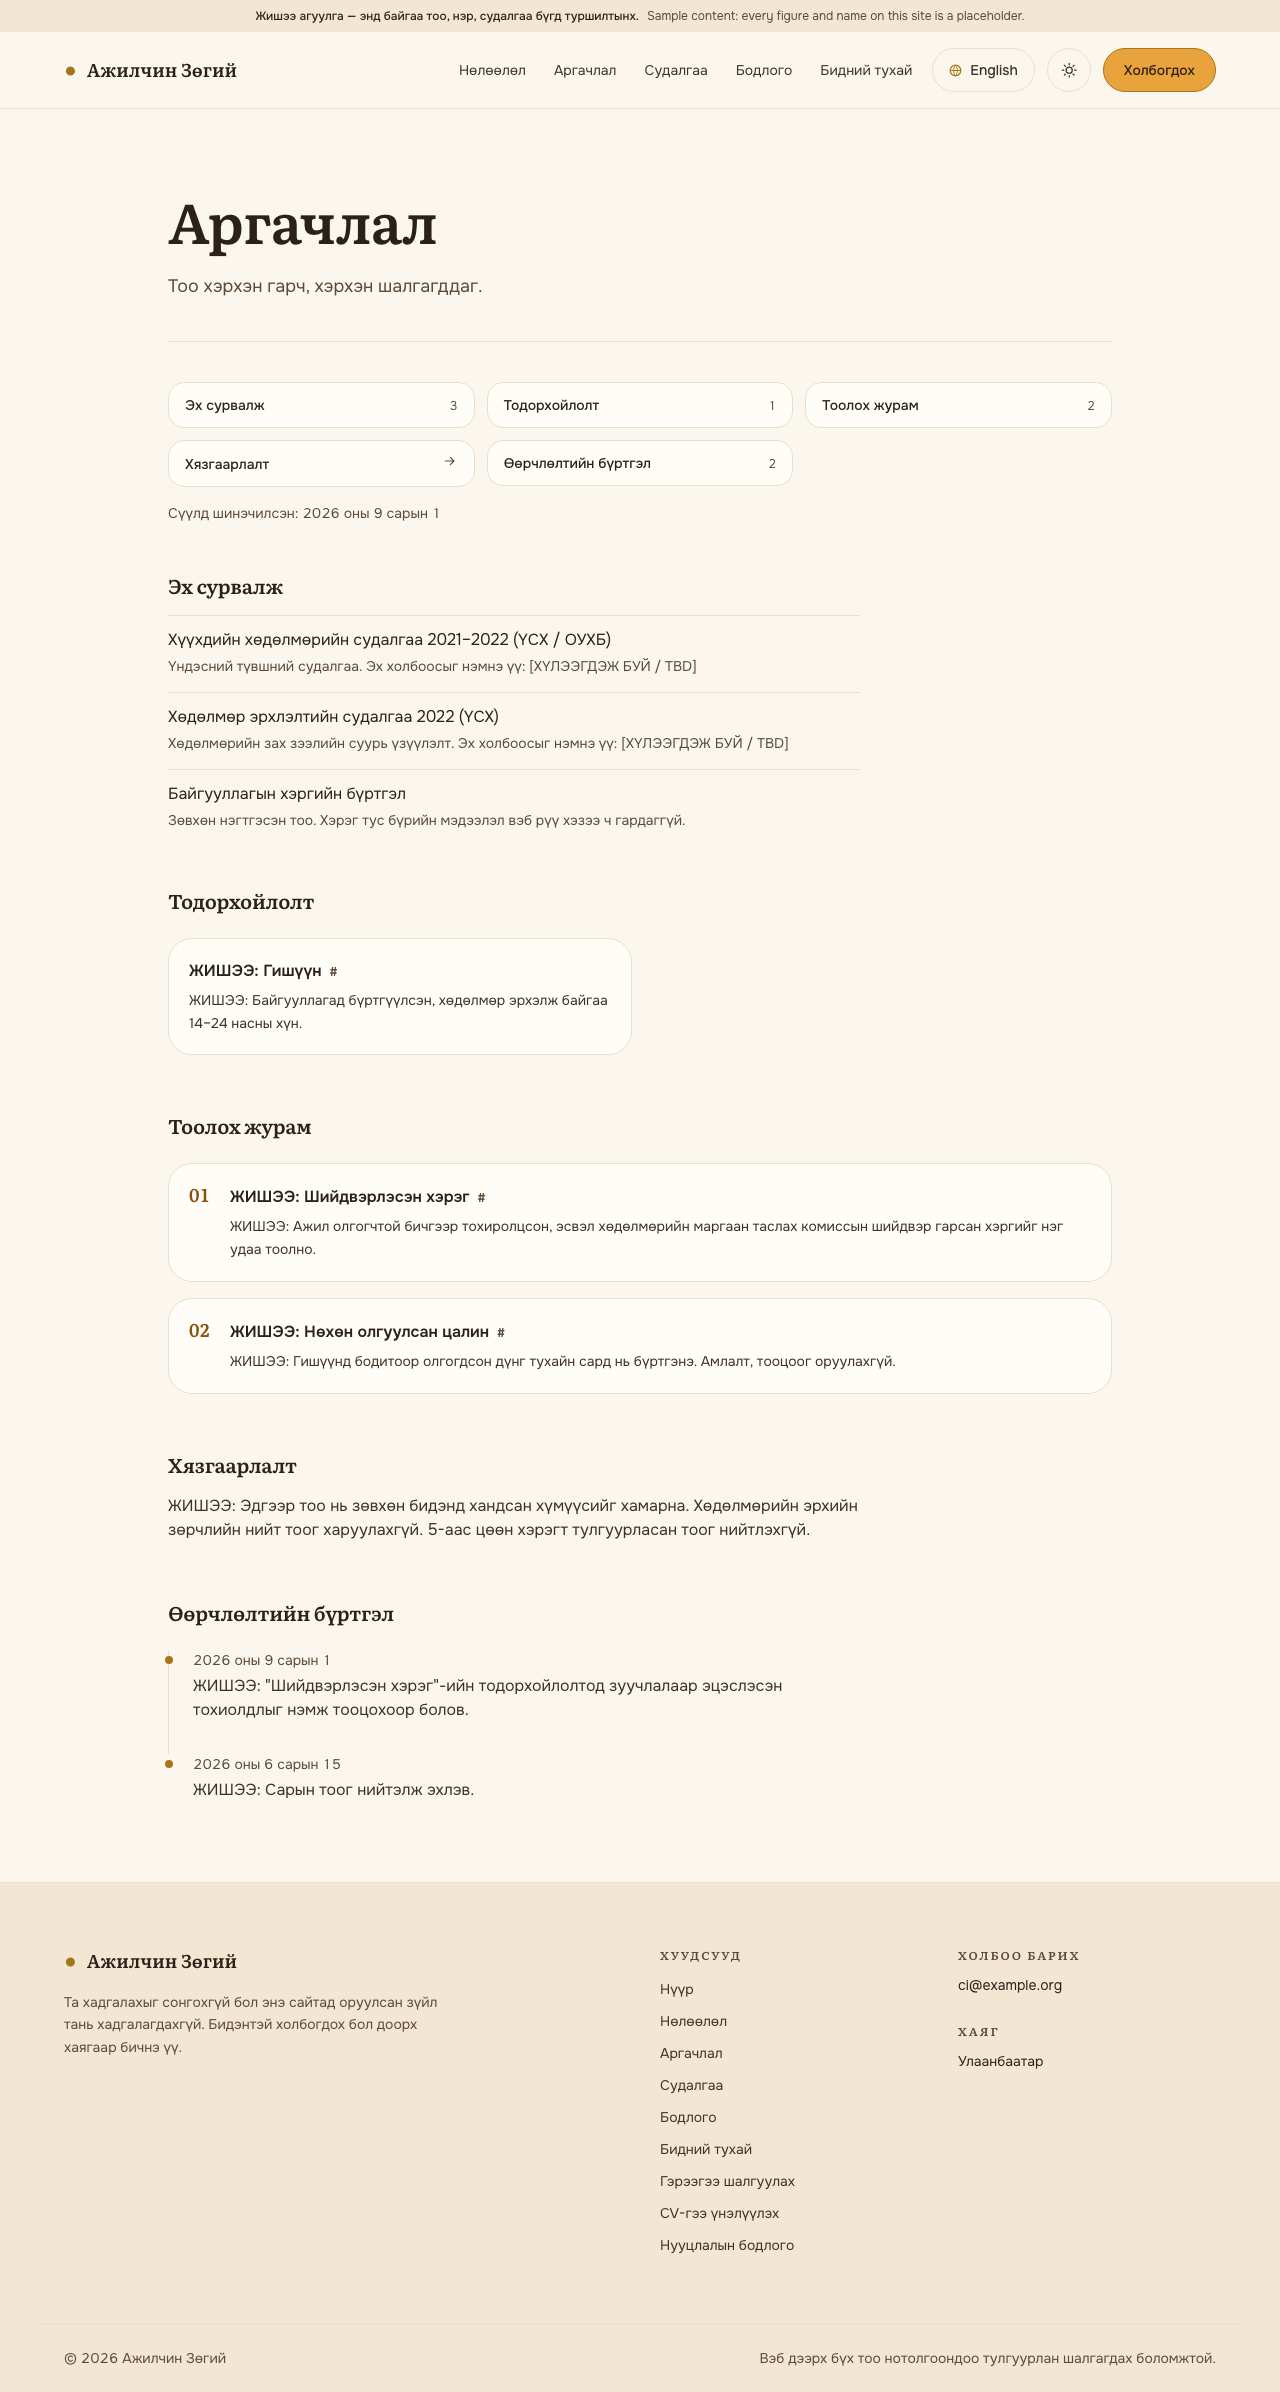 Жишээ агуулга — энд байгаа тоо, нэр, судалгаа бүгд туршилтынх. Sample content: every figure and name on this site is a placeholder.
Ажилчин Зөгий
Нөлөөлөл
Аргачлал
Судалгаа
Бодлого
Бидний тухай
English
Холбогдох
Аргачлал
Тоо хэрхэн гарч, хэрхэн шалгагддаг.
Эх сурвалж 3
Тодорхойлолт 1
Тоолох журам 2
Хязгаарлалт →
Өөрчлөлтийн бүртгэл 2
Сүүлд шинэчилсэн: 2026 оны 9 сарын 1
Эх сурвалж
Хүүхдийн хөдөлмөрийн судалгаа 2021–2022 (ҮСХ / ОУХБ)
Үндэсний түвшний судалгаа. Эх холбоосыг нэмнэ үү: [ХҮЛЭЭГДЭЖ БУЙ / TBD]
Хөдөлмөр эрхлэлтийн судалгаа 2022 (ҮСХ)
Хөдөлмөрийн зах зээлийн суурь үзүүлэлт. Эх холбоосыг нэмнэ үү: [ХҮЛЭЭГДЭЖ БУЙ / TBD]
Байгууллагын хэргийн бүртгэл
Зөвхөн нэгтгэсэн тоо. Хэрэг тус бүрийн мэдээлэл вэб рүү хэзээ ч гардаггүй.
Тодорхойлолт
ЖИШЭЭ: Гишүүн #
ЖИШЭЭ: Байгууллагад бүртгүүлсэн, хөдөлмөр эрхэлж байгаа
14–24 насны хүн.
Тоолох журам
01 ЖИШЭЭ: Шийдвэрлэсэн хэрэг #
ЖИШЭЭ: Ажил олгогчтой бичгээр тохиролцсон, эсвэл хөдөлмөрийн маргаан таслах комиссын шийдвэр гарсан хэргийг нэг
удаа тоолно.
02 ЖИШЭЭ: Нөхөн олгуулсан цалин #
ЖИШЭЭ: Гишүүнд бодитоор олгогдсон дүнг тухайн сард нь бүртгэнэ. Амлалт, тооцоог оруулахгүй.
Хязгаарлалт
ЖИШЭЭ: Эдгээр тоо нь зөвхөн бидэнд хандсан хүмүүсийг хамарна. Хөдөлмөрийн эрхийн
зөрчлийн нийт тоог харуулахгүй. 5-аас цөөн хэрэгт тулгуурласан тоог нийтлэхгүй.
Өөрчлөлтийн бүртгэл
2026 оны 9 сарын 1
ЖИШЭЭ: "Шийдвэрлэсэн хэрэг"-ийн тодорхойлолтод зуучлалаар эцэслэсэн
тохиолдлыг нэмж тооцохоор болов.
2026 оны 6 сарын 15
ЖИШЭЭ: Сарын тоог нийтэлж эхлэв.
Ажилчин Зөгий
Та хадгалахыг сонгохгүй бол энэ сайтад оруулсан зүйл
тань хадгалагдахгүй. Бидэнтэй холбогдох бол доорх
хаягаар бичнэ үү.
ХУУДСУУД
Нүүр
Нөлөөлөл
Аргачлал
Судалгаа
Бодлого
Бидний тухай
Гэрээгээ шалгуулах
CV-гээ үнэлүүлэх
Нууцлалын бодлого
ХОЛБОО БАРИХ
ci@example.org
ХАЯГ
Улаанбаатар
© 2026 Ажилчин Зөгий
Вэб дээрх бүх тоо нотолгоондоо тулгуурлан шалгагдах боломжтой.